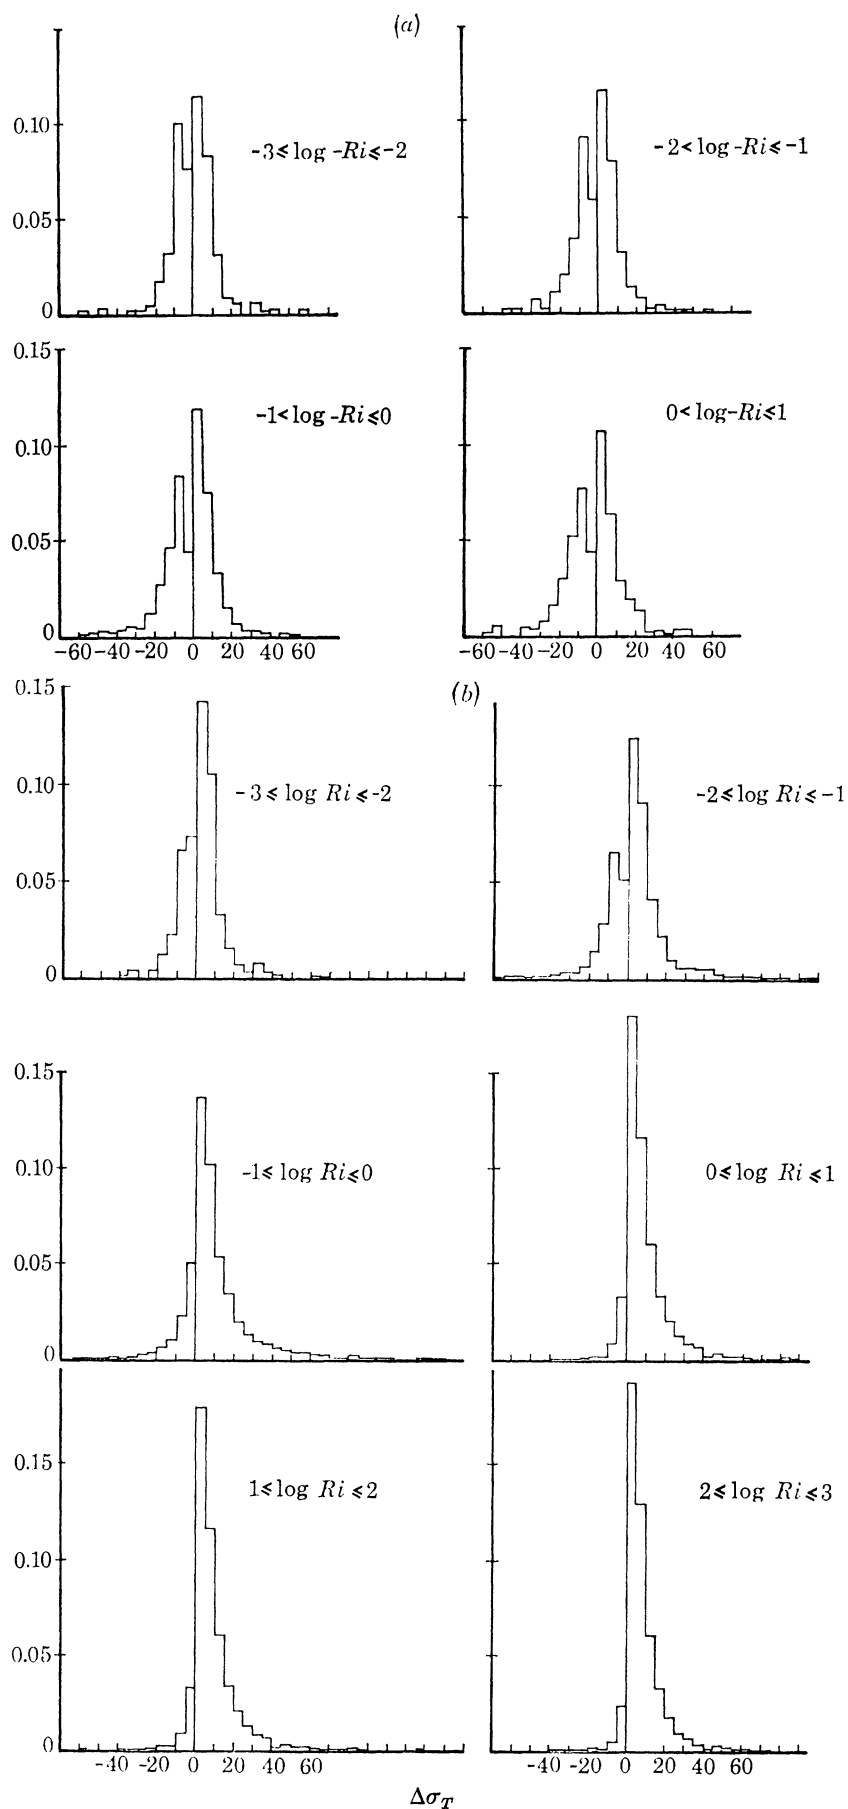 (a)
0.10
0.05
0
-3≤log -Ri≤-2
-2<log-Ri≤-1
0.15
0.10
0.05
0
-1<log-Ri≤0
0<log-Ri≤1
-60 -40 -20 0 20 40 60
-60 -40 -20 0 20 40 60
(b)
0.15
0.10
0.05
0
-3≤log Ri≤-2
-2≤log Ri≤-1
0.15
0.10
0.05
0
-1≤log Ri≤0
0≤log Ri≤1
0.15
0.10
0.05
0
1≤log Ri≤2
2≤log Ri≤3
-40 -20 0 20 40 60
-40 -20 0 20 40 60
Δσ_T